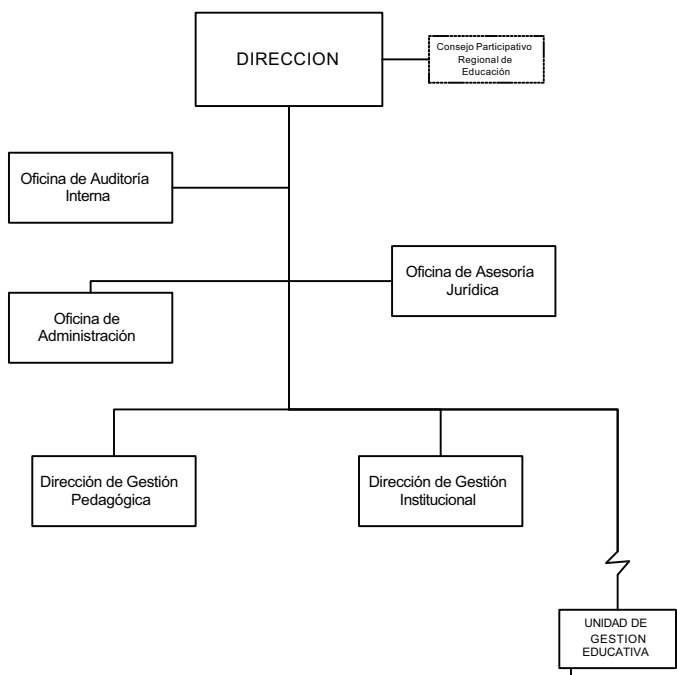 DIRECCION
Consejo Participativo
Regional de
Educación
Oficina de Auditoría
Interna
Oficina de Asesoría
Jurídica
Oficina de
Administración
Dirección de Gestión
Pedagógica
Dirección de Gestión
Institucional
UNIDAD DE
GESTION
EDUCATIVA